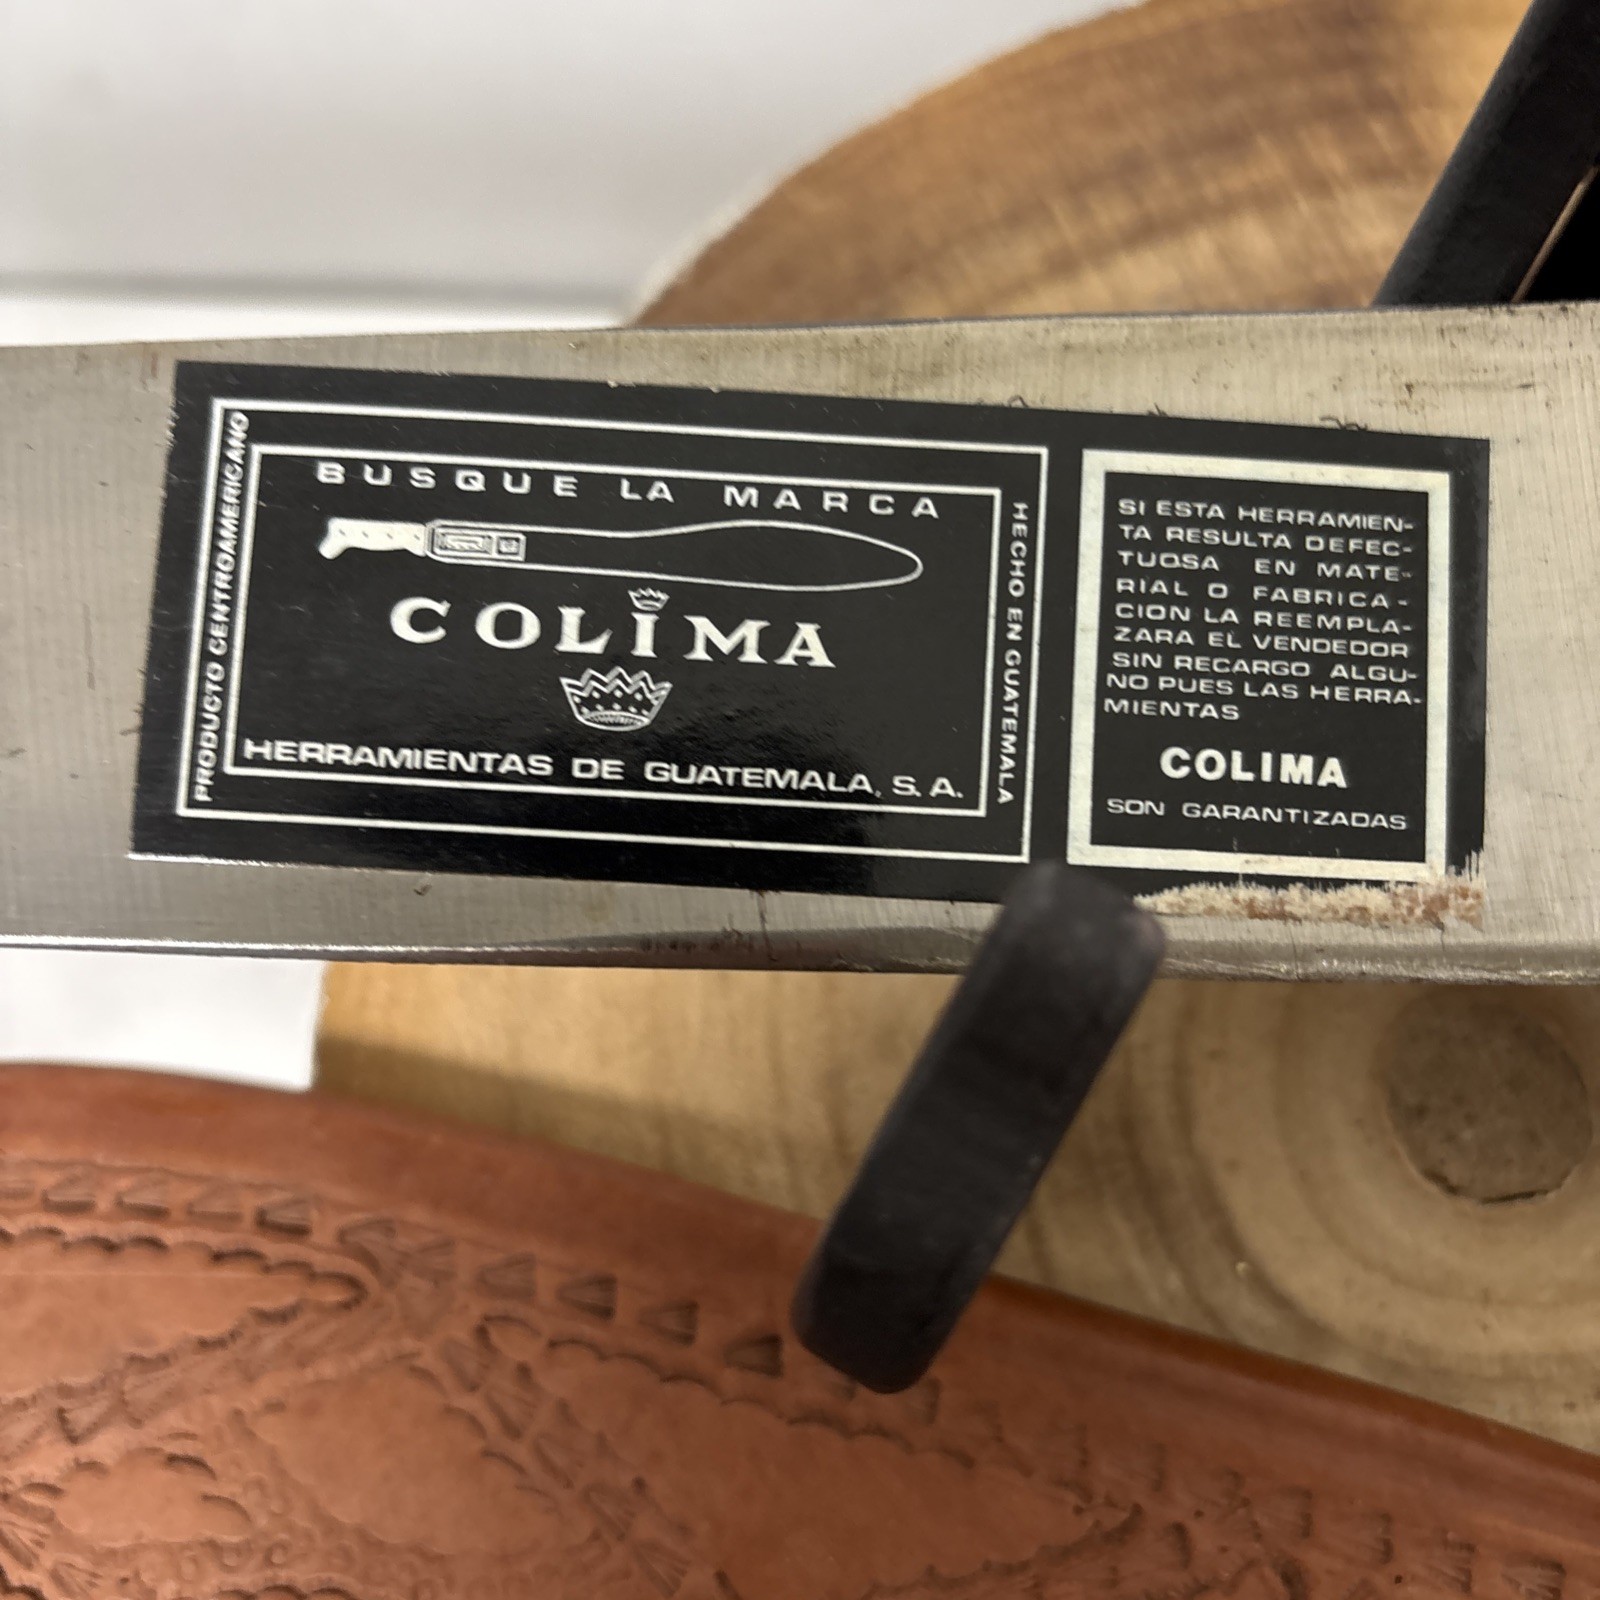 PRODUCTO CENTROAMERICANO
BUSQUE LA MARCA
COLIMA
HERRAMIENTAS DE GUATEMALA, S. A.
HECHO EN GUATEMALA
SI ESTA HERRAMIEN-
TA RESULTA DEFEC-
TUOSA EN MATE-
RIAL O FABRICA-
CION LA REEMPLA-
ZARA EL VENDEDOR
SIN RECARGO ALGU-
NO PUES LAS HERRA-
MIENTAS
COLIMA
SON GARANTIZADAS